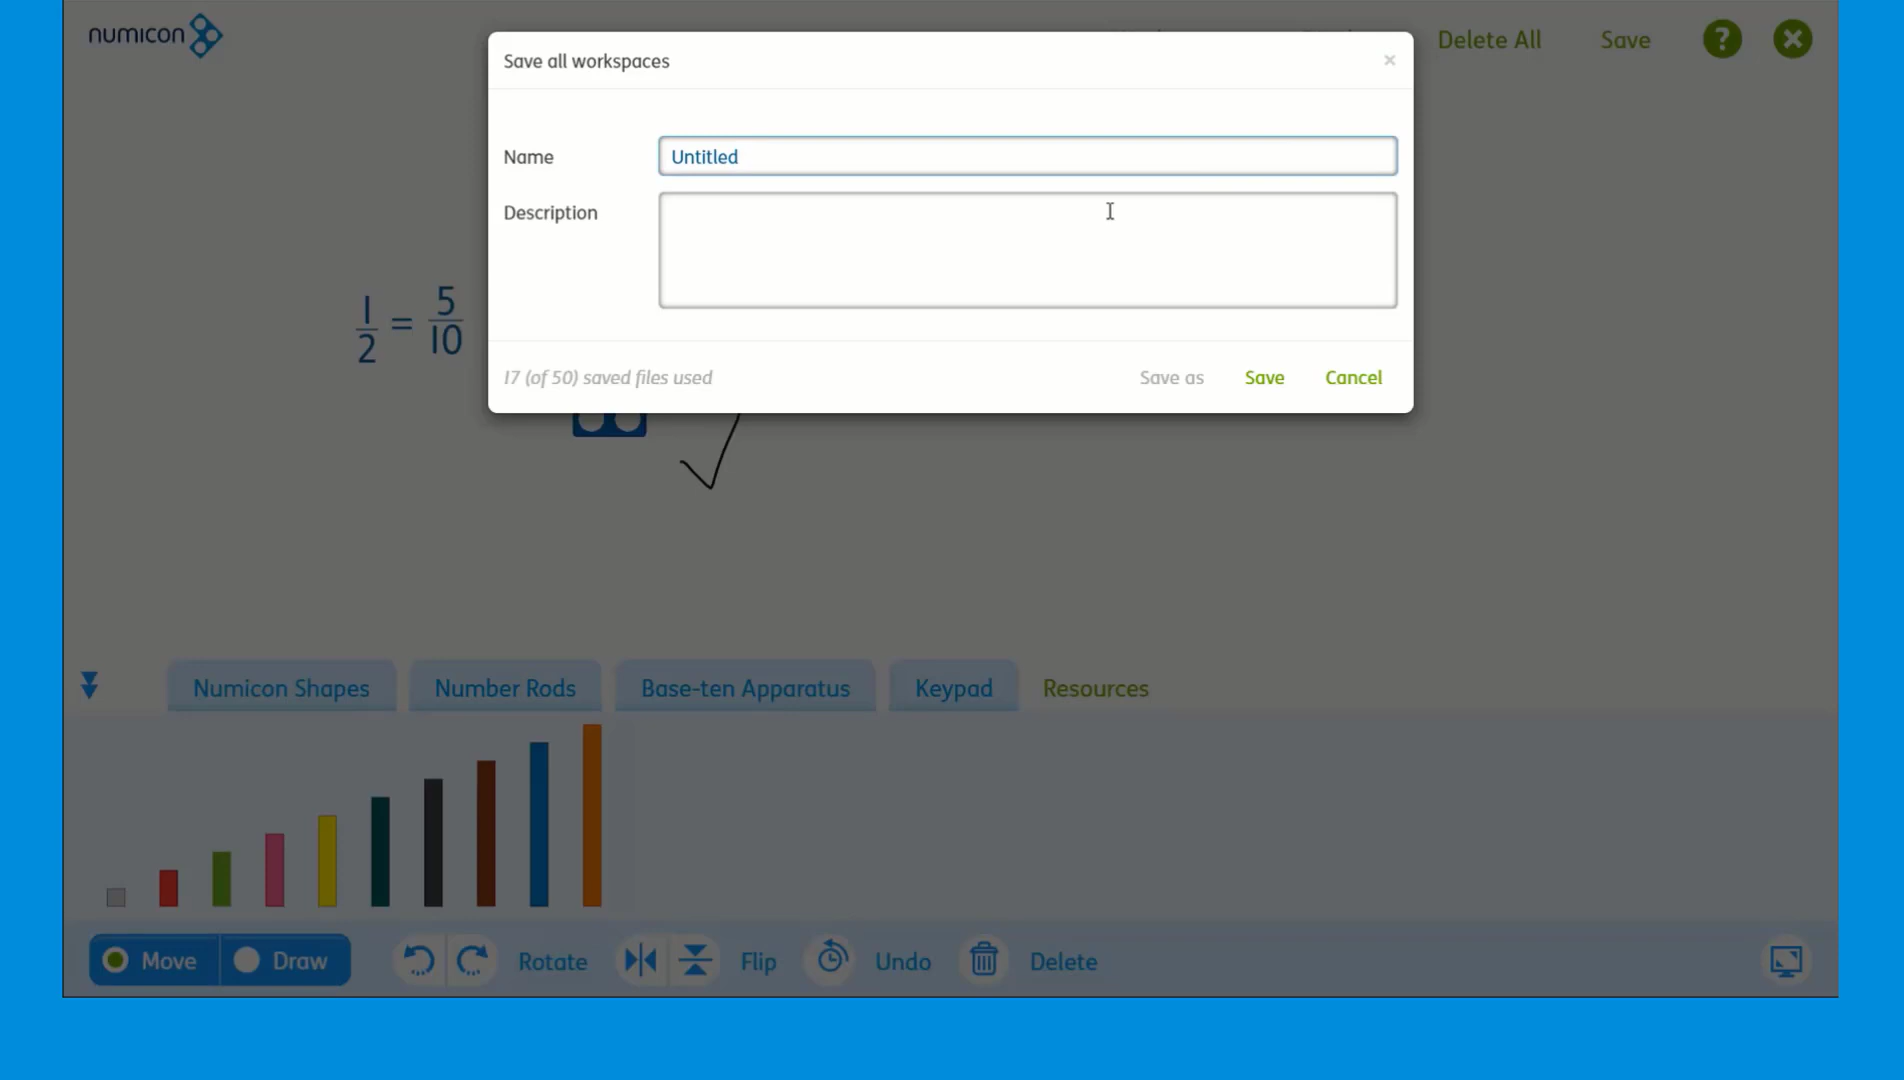 numicon
Delete All
Save
?
Save all workspaces
Name
Untitled
Description
17 (of 50) saved files used
Save as
Save
Cancel
1/2 = 5/10
Numicon Shapes
Number Rods
Base-ten Apparatus
Keypad
Resources
Move
Draw
Rotate
Flip
Undo
Delete